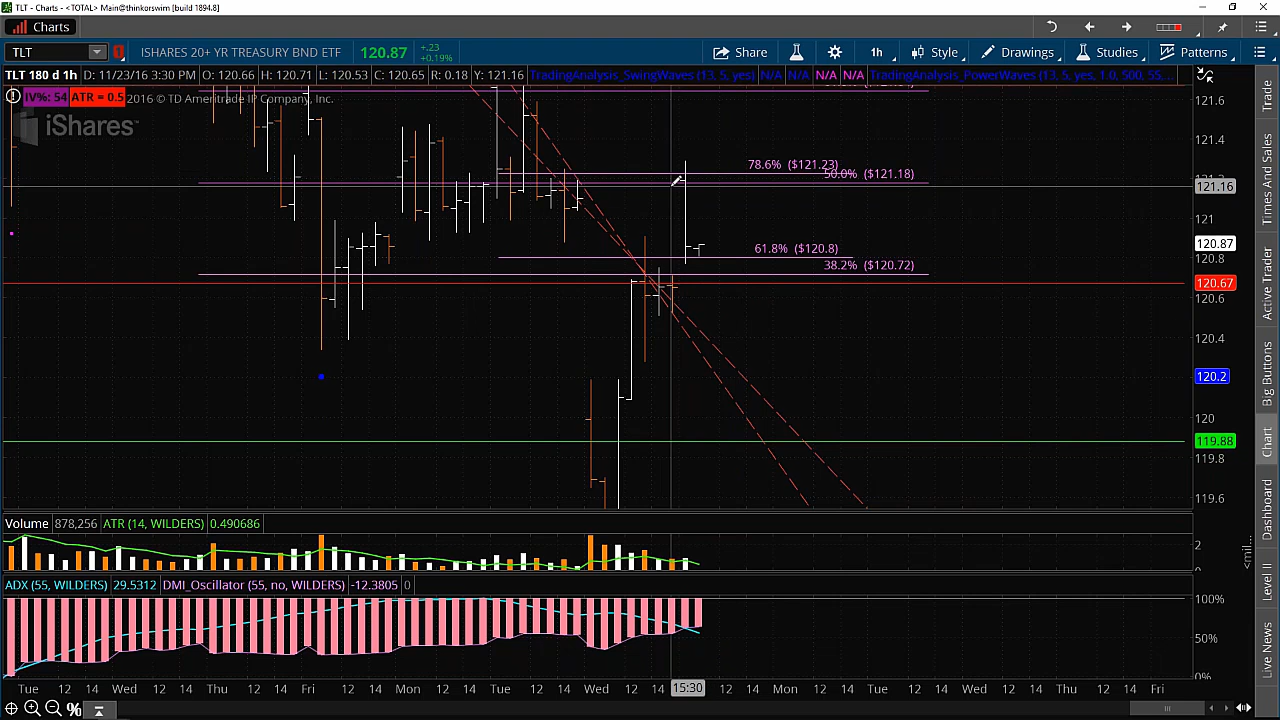 TLT - Charts - <TOTAL> Main@thinkorswim [build 1894.8]
Charts
TLT ISHARES 20+ YR TREASURY BND ETF 120.87 +.23 +0.19% Share 1h Style Drawings Studies Patterns
TLT 180 d 1h D: 11/23/16 3:30 PM O: 120.66 H: 120.71 L: 120.53 C: 120.65 R: 0.18 Y: 121.16 TradingAnalysis_SwingWaves (13, 5, yes) N/A N/A N/A N/A TradingAnalysis_PowerWaves (13, 5, yes, 1.0, 500, 55, ...
IV%: 54 ATR = 0.5 2016 © TD Ameritrade IP Company, Inc.
iShares
121.6
121.4
78.6% ($121.23)
50.0% ($121.18)
121.16
121
61.8% ($120.8)
120.87
120.8
38.2% ($120.72)
120.67
120.6
120.4
120.2
120
119.88
119.8
119.6
Volume 878,256 ATR (14, WILDERS) 0.490686
2
0
<mil...
ADX (55, WILDERS) 29.5312 DMI_Oscillator (55, no, WILDERS) -12.3805 0
100%
50%
0%
Tue 12 14 Wed 12 14 Thu 12 14 Fri 12 14 Mon 12 14 Tue 12 14 Wed 12 14 15:30 12 14 Mon 12 14 Tue 12 14 Wed 12 14 Thu 12 14 Fri
%
Trade
Times And Sales
Active Trader
Big Buttons
Chart
Dashboard
Level II
Live News